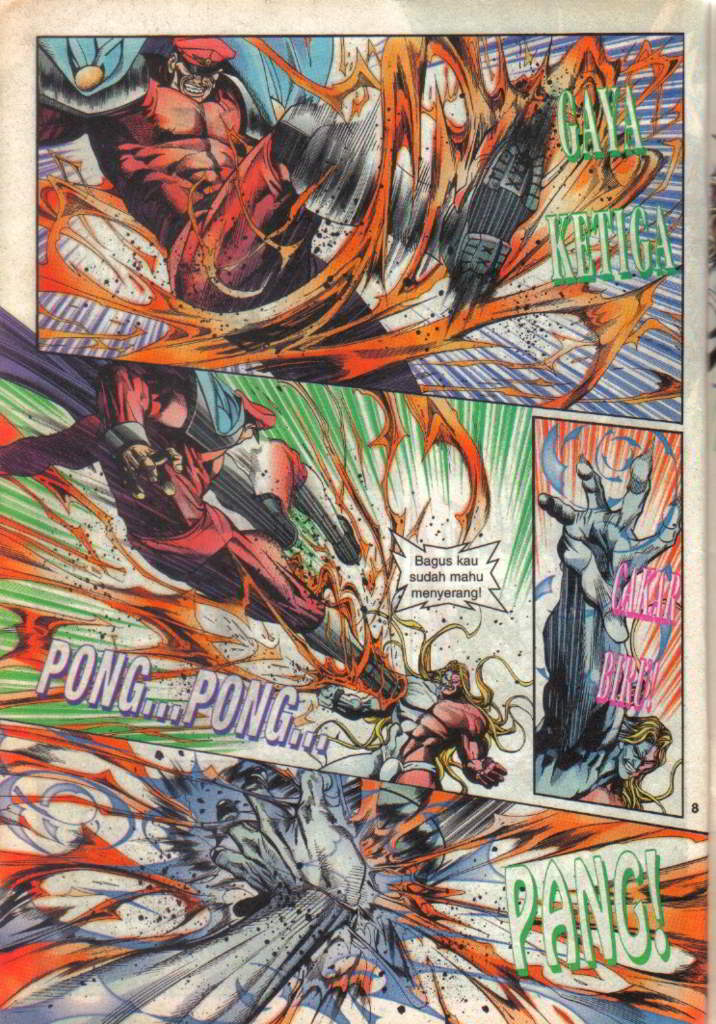 GAYA
KETIGA
Bagus kau
sudah mahu
menyerang!
CAKAR
BIRU!
PONG...PONG...
8
PANG!